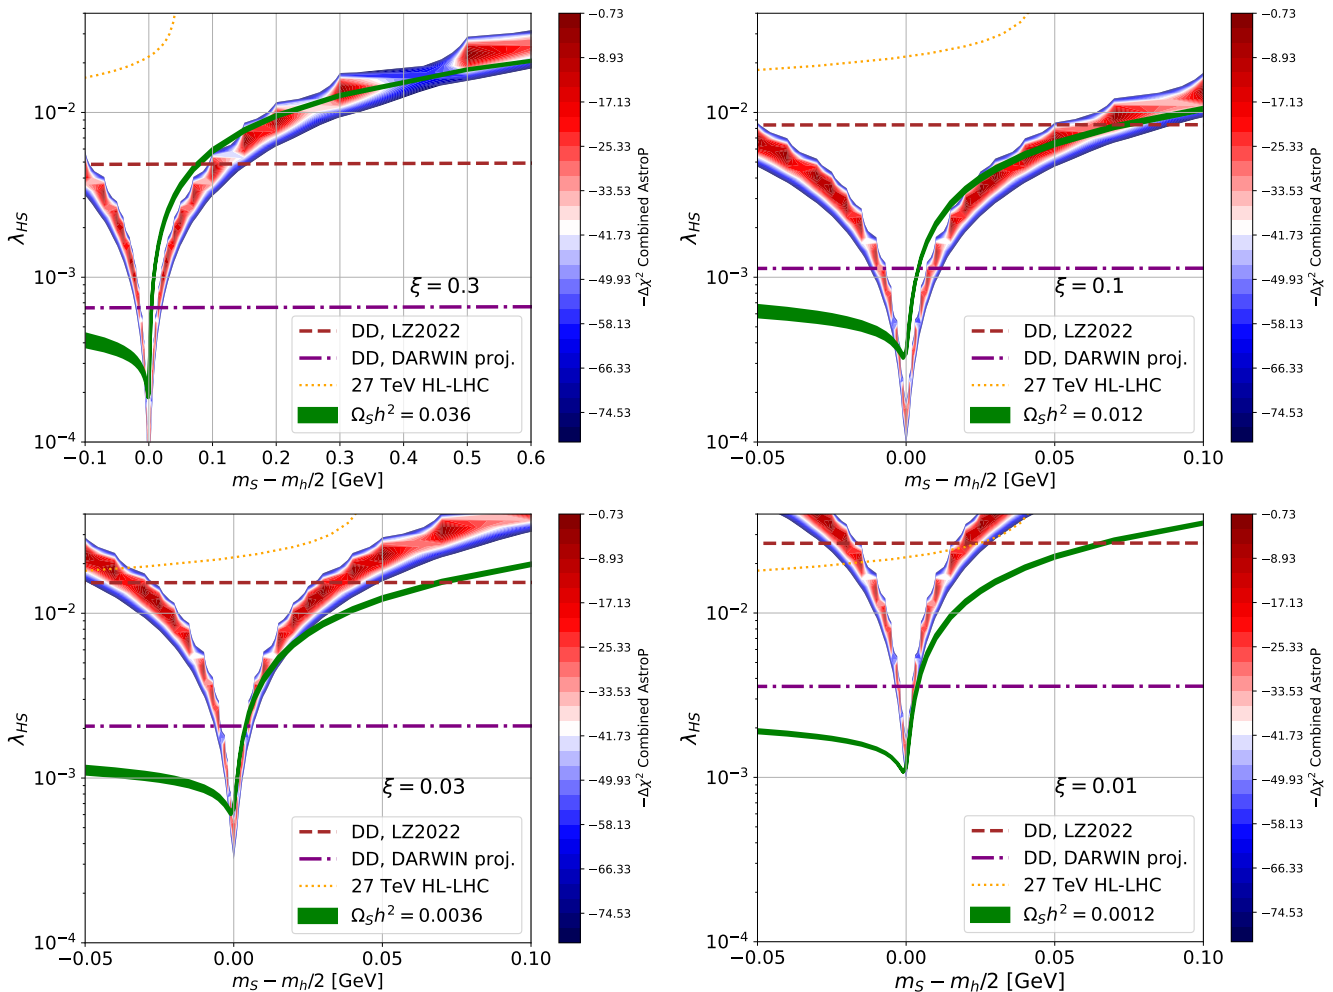 10⁻²
10⁻³
10⁻⁴
λ_HS
−0.1 0.0 0.1 0.2 0.3 0.4 0.5 0.6
m_S − m_h/2 [GeV]
ξ = 0.3
DD, LZ2022
DD, DARWIN proj.
27 TeV HL-LHC
Ω_S h² = 0.036
−0.73
−8.93
−17.13
−25.33
−33.53
−41.73
−49.93
−58.13
−66.33
−74.53
−Δχ² Combined AstroP
10⁻²
10⁻³
10⁻⁴
λ_HS
−0.05 0.00 0.05 0.10
m_S − m_h/2 [GeV]
ξ = 0.1
DD, LZ2022
DD, DARWIN proj.
27 TeV HL-LHC
Ω_S h² = 0.012
−0.73
−8.93
−17.13
−25.33
−33.53
−41.73
−49.93
−58.13
−66.33
−74.53
−Δχ² Combined AstroP
10⁻²
10⁻³
10⁻⁴
λ_HS
−0.05 0.00 0.05 0.10
m_S − m_h/2 [GeV]
ξ = 0.03
DD, LZ2022
DD, DARWIN proj.
27 TeV HL-LHC
Ω_S h² = 0.0036
−0.73
−8.93
−17.13
−25.33
−33.53
−41.73
−49.93
−58.13
−66.33
−74.53
−Δχ² Combined AstroP
10⁻²
10⁻³
10⁻⁴
λ_HS
−0.05 0.00 0.05 0.10
m_S − m_h/2 [GeV]
ξ = 0.01
DD, LZ2022
DD, DARWIN proj.
27 TeV HL-LHC
Ω_S h² = 0.0012
−0.73
−8.93
−17.13
−25.33
−33.53
−41.73
−49.93
−58.13
−66.33
−74.53
−Δχ² Combined AstroP